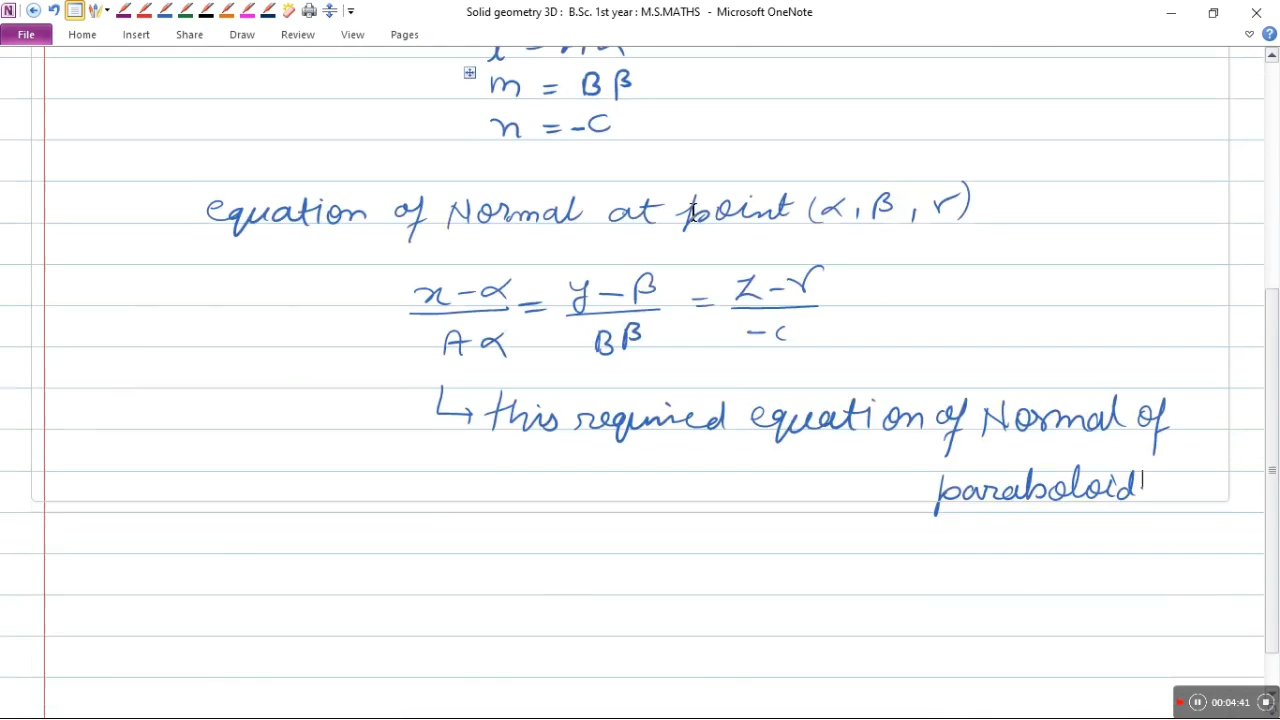 Solid geometry 3D : B.Sc. 1st year : M.S.MATHS - Microsoft OneNote
File Home Insert Share Draw Review View Pages
m = Bβ
n = -C
equation of Normal at point (α, β, γ)
x-α = y-β = z-γ
Aα Bβ -c
↳ this required equation of Normal of
paraboloid
00:04:41